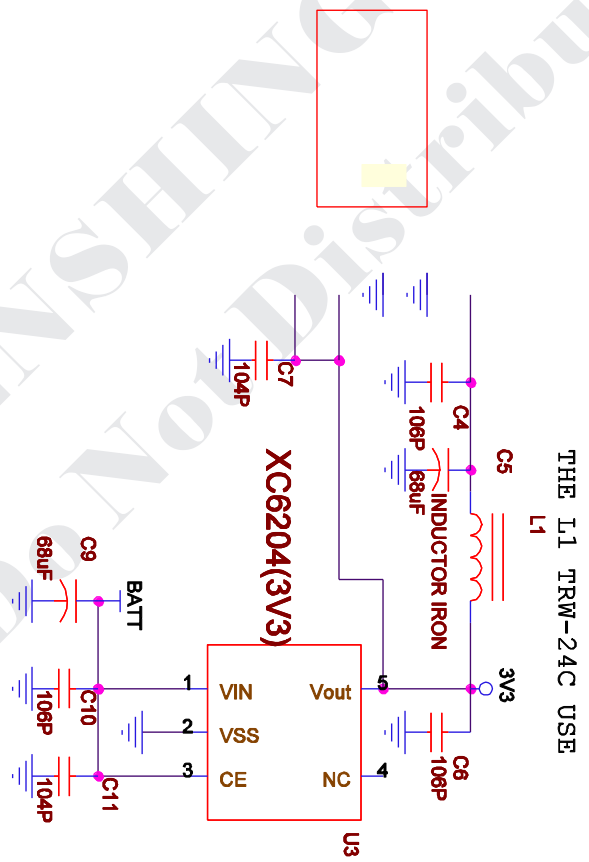 THE L1 TRW-24C USE
L1
C5
INDUCTOR IRON
68uF
C4
106P
C7
104P
XC6204(3V3)
3V3
C6
106P
BATT
C9
68uF
C10
106P
C11
104P
1
VIN
Vout
5
2
VSS
3
CE
NC
4
U3
Do Not Distribu
NSHING